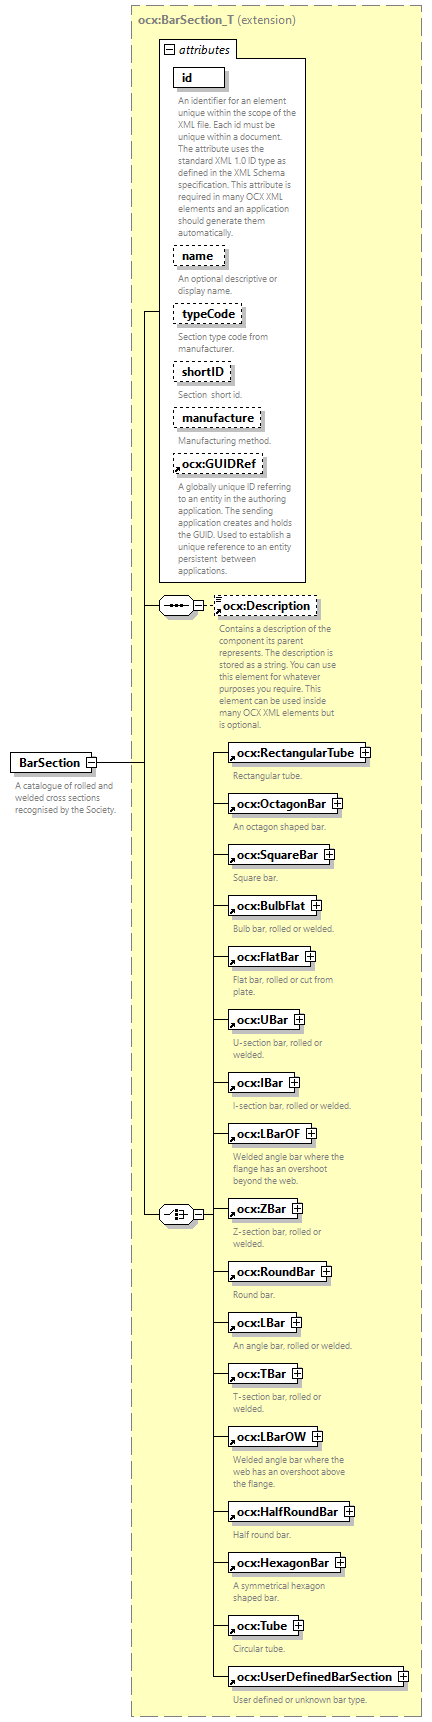 ocx:BarSection_T (extension)
attributes
id
An identifier for an element
unique within the scope of the
XML file. Each id must be
unique within a document.
The attribute uses the
standard XML 1.0 ID type as
defined in the XML Schema
specification. This attribute is
required in many OCX XML
elements and an application
should generate them
automatically.
name
An optional descriptive or
display name.
typeCode
Section type code from
manufacturer.
shortID
Section short id.
manufacture
Manufacturing method.
ocx:GUIDRef
A globally unique ID referring
to an entity in the authoring
application. The sending
application creates and holds
the GUID. Used to establish a
unique reference to an entity
persistent between
applications.
ocx:Description
Contains a description of the
component its parent
represents. The description is
stored as a string. You can use
this element for whatever
purposes you require. This
element can be used inside
many OCX XML elements but
is optional.
BarSection
A catalogue of rolled and
welded cross sections
recognised by the Society.
ocx:RectangularTube
Rectangular tube.
ocx:OctagonBar
An octagon shaped bar.
ocx:SquareBar
Square bar.
ocx:BulbFlat
Bulb bar, rolled or welded.
ocx:FlatBar
Flat bar, rolled or cut from
plate.
ocx:UBar
U-section bar, rolled or
welded.
ocx:IBar
I-section bar, rolled or welded.
ocx:LBarOF
Welded angle bar where the
flange has an overshoot
beyond the web.
ocx:ZBar
Z-section bar, rolled or
welded.
ocx:RoundBar
Round bar.
ocx:LBar
An angle bar, rolled or welded.
ocx:TBar
T-section bar, rolled or
welded.
ocx:LBarOW
Welded angle bar where the
web has an overshoot above
the flange.
ocx:HalfRoundBar
Half round bar.
ocx:HexagonBar
A symmetrical hexagon
shaped bar.
ocx:Tube
Circular tube.
ocx:UserDefinedBarSection
User defined or unknown bar type.